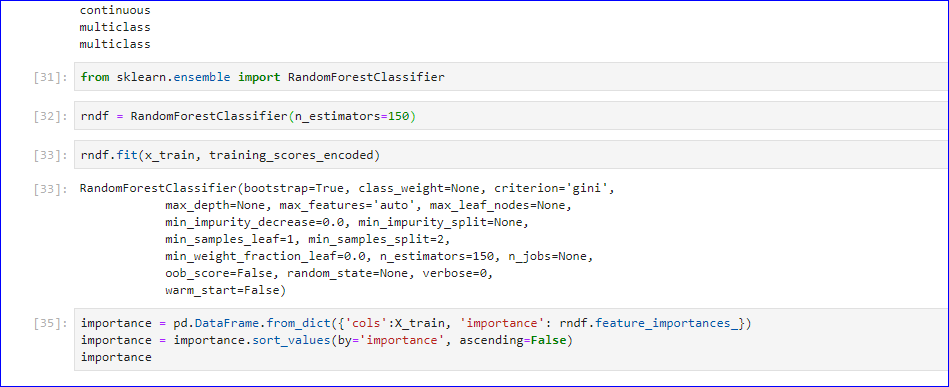 continuous
multiclass
multiclass
[31]: from sklearn.ensemble import RandomForestClassifier
[32]: rndf = RandomForestClassifier(n_estimators=150)
[33]: rndf.fit(x_train, training_scores_encoded)
[33]: RandomForestClassifier(bootstrap=True, class_weight=None, criterion='gini',
max_depth=None, max_features='auto', max_leaf_nodes=None,
min_impurity_decrease=0.0, min_impurity_split=None,
min_samples_leaf=1, min_samples_split=2,
min_weight_fraction_leaf=0.0, n_estimators=150, n_jobs=None,
oob_score=False, random_state=None, verbose=0,
warm_start=False)
[35]: importance = pd.DataFrame.from_dict({'cols':X_train, 'importance': rndf.feature_importances_})
importance = importance.sort_values(by='importance', ascending=False)
importance